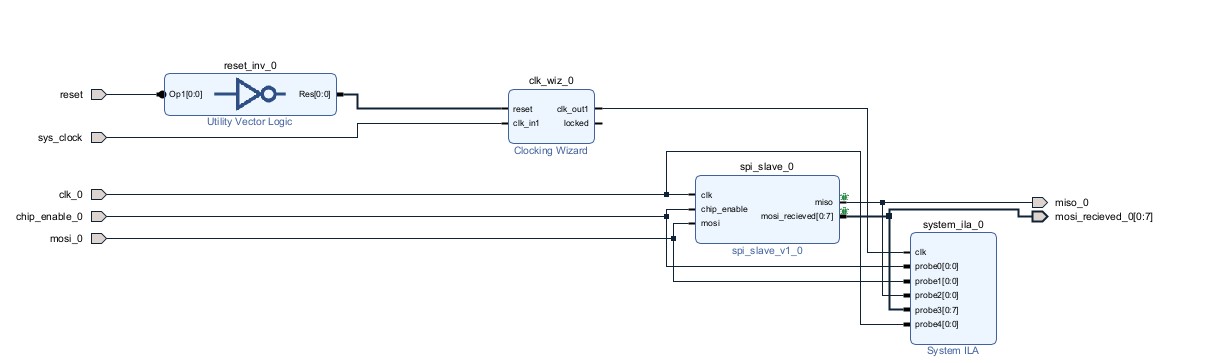 reset_inv_0
reset
Op1[0:0]
Res[0:0]
Utility Vector Logic
sys_clock
clk_wiz_0
reset
clk_in1
clk_out1
locked
Clocking Wizard
clk_0
chip_enable_0
mosi_0
spi_slave_0
clk
chip_enable
mosi
miso
mosi_recieved[0:7]
spi_slave_v1_0
miso_0
mosi_recieved_0[0:7]
system_ila_0
clk
probe0[0:0]
probe1[0:0]
probe2[0:0]
probe3[0:7]
probe4[0:0]
System ILA